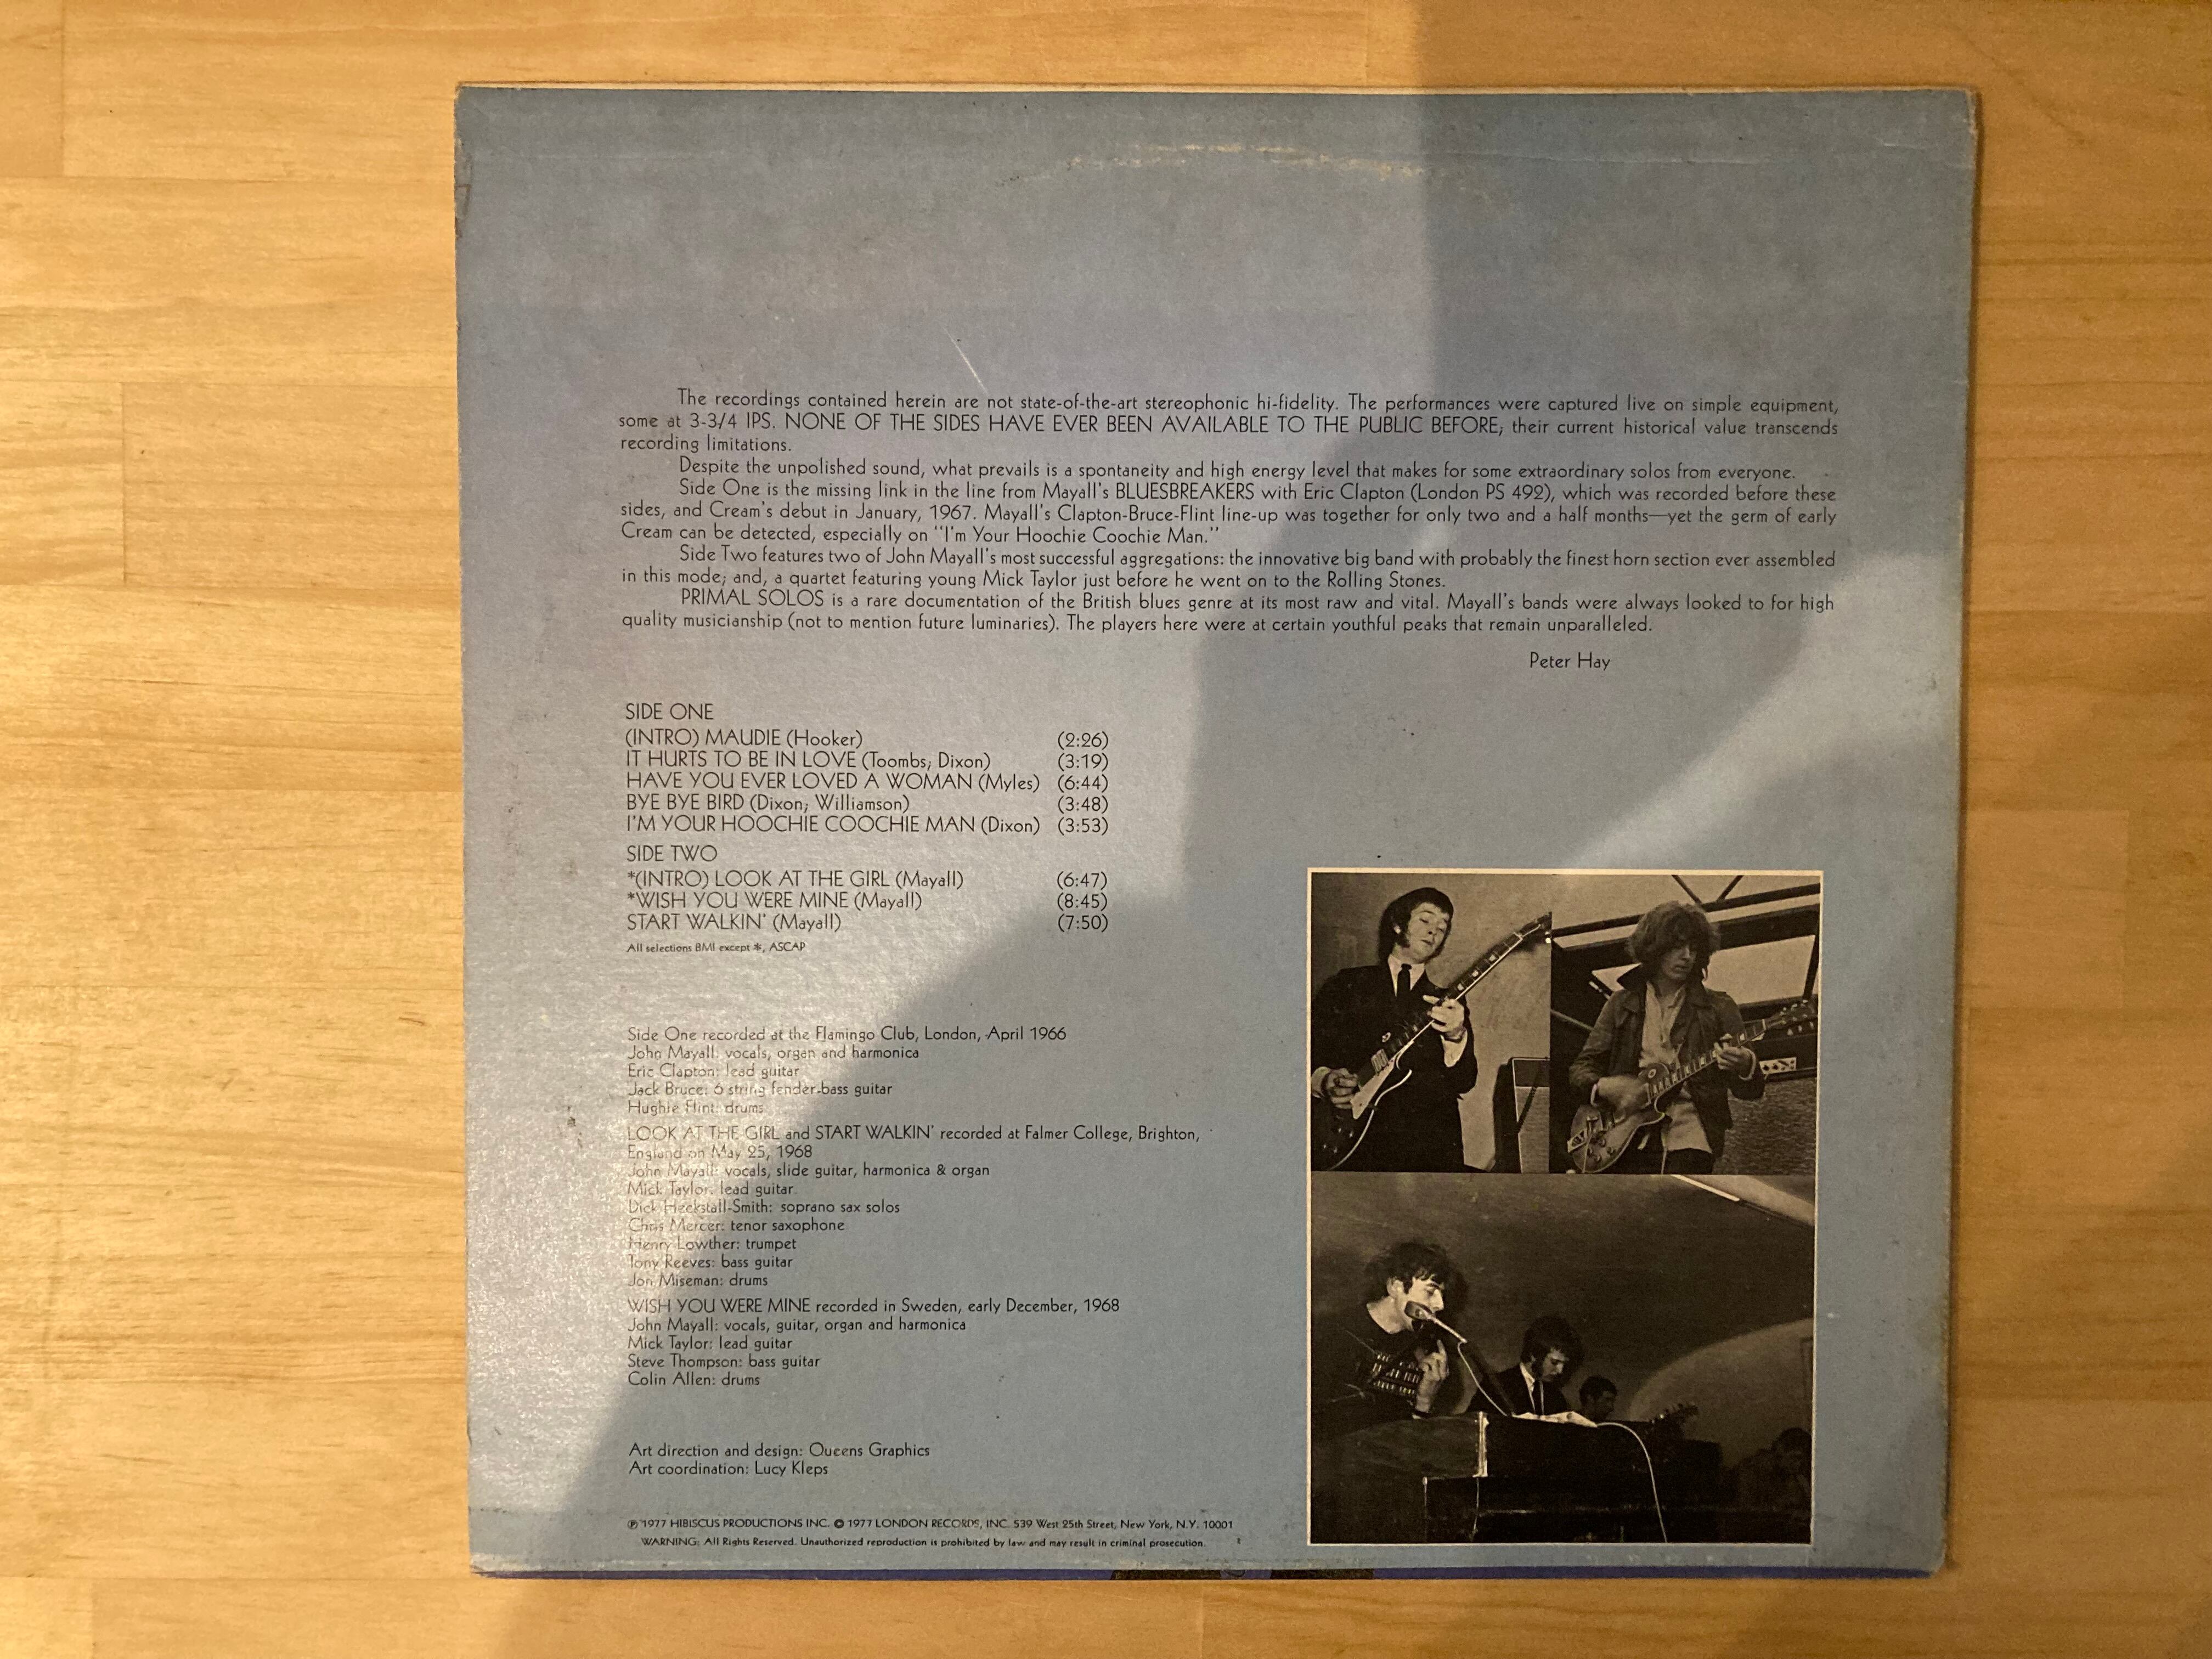 The recordings contained herein are not state-of-the-art stereophonic hi-fidelity. The performances were captured live on simple equipment,
some at 3-3/4 IPS. NONE OF THE SIDES HAVE EVER BEEN AVAILABLE TO THE PUBLIC BEFORE; their current historical value transcends
recording limitations.
Despite the unpolished sound, what prevails is a spontaneity and high energy level that makes for some extraordinary solos from everyone.
Side One is the missing link in the line from Mayall's BLUESBREAKERS with Eric Clapton (London PS 492), which was recorded before these
sides, and Cream's debut in January, 1967. Mayall's Clapton-Bruce-Flint line-up was together for only two and a half months—yet the germ of early
Cream can be detected, especially on "I'm Your Hoochie Coochie Man."
Side Two features two of John Mayall's most successful aggregations: the innovative big band with probably the finest horn section ever assembled
in this mode; and, a quartet featuring young Mick Taylor just before he went on to the Rolling Stones.
PRIMAL SOLOS is a rare documentation of the British blues genre at its most raw and vital. Mayall's bands were always looked to for high
quality musicianship (not to mention future luminaries). The players here were at certain youthful peaks that remain unparalleled.
Peter Hay
SIDE ONE
(INTRO) MAUDIE (Hooker) (2:26)
IT HURTS TO BE IN LOVE (Toombs; Dixon) (3:19)
HAVE YOU EVER LOVED A WOMAN (Myles) (6:44)
BYE BYE BIRD (Dixon; Williamson) (3:48)
I'M YOUR HOOCHIE COOCHIE MAN (Dixon) (3:53)
SIDE TWO
*(INTRO) LOOK AT THE GIRL (Mayall) (6:47)
*WISH YOU WERE MINE (Mayall) (8:45)
START WALKIN' (Mayall) (7:50)
All selections BMI except *, ASCAP
Side One recorded at the Flamingo Club, London, April 1966
John Mayall: vocals, organ and harmonica
Eric Clapton: lead guitar
Jack Bruce: 6 string fender-bass guitar
Hughie Flint: drums
LOOK AT THE GIRL and START WALKIN' recorded at Falmer College, Brighton,
England on May 25, 1968
John Mayall: vocals, slide guitar, harmonica & organ
Mick Taylor: lead guitar
Dick Heckstall-Smith: soprano sax solos
Chris Mercer: tenor saxophone
Henry Lowther: trumpet
Tony Reeves: bass guitar
Jon Miseman: drums
WISH YOU WERE MINE recorded in Sweden, early December, 1968
John Mayall: vocals, guitar, organ and harmonica
Mick Taylor: lead guitar
Steve Thompson: bass guitar
Colin Allen: drums
Art direction and design: Queens Graphics
Art coordination: Lucy Kleps
℗ 1977 HIBISCUS PRODUCTIONS INC. © 1977 LONDON RECORDS, INC. 539 West 25th Street, New York, N.Y. 10001
WARNING: All Rights Reserved. Unauthorized reproduction is prohibited by law and may result in criminal prosecution.